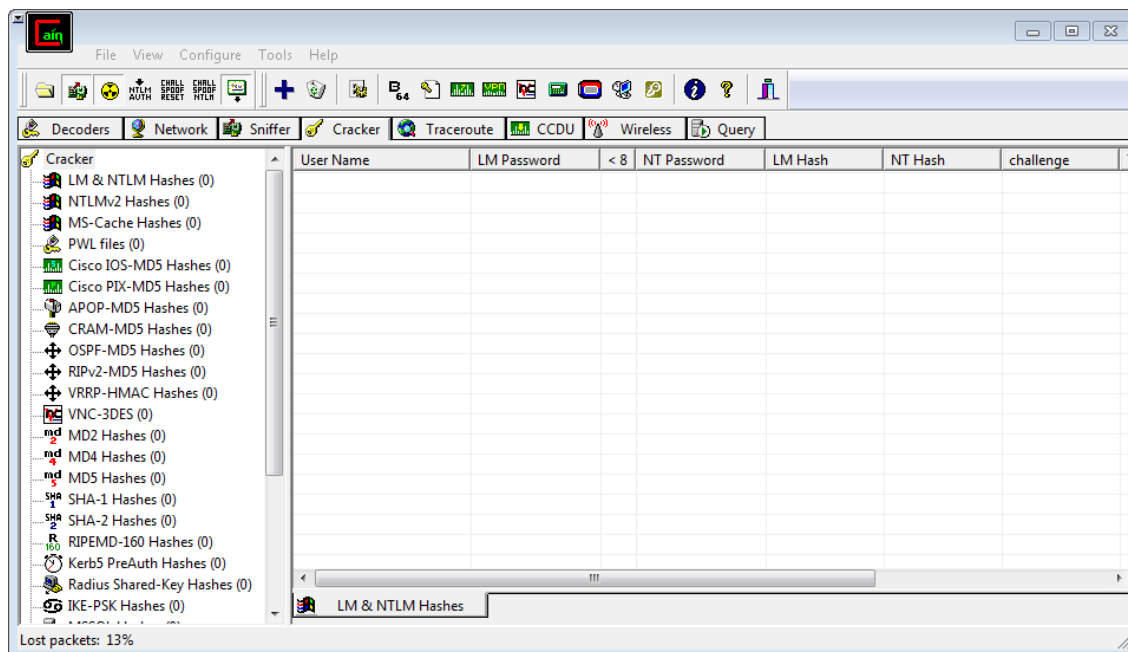 Cain
File View Configure Tools Help
NTLM AUTH CHALL SPOOF RESET CHALL SPOOF NTLM B64
Decoders Network Sniffer Cracker Traceroute CCDU Wireless Query
Cracker
LM & NTLM Hashes (0)
NTLMv2 Hashes (0)
MS-Cache Hashes (0)
PWL files (0)
Cisco IOS-MD5 Hashes (0)
Cisco PIX-MD5 Hashes (0)
APOP-MD5 Hashes (0)
CRAM-MD5 Hashes (0)
OSPF-MD5 Hashes (0)
RIPv2-MD5 Hashes (0)
VRRP-HMAC Hashes (0)
VNC-3DES (0)
md2 MD2 Hashes (0)
md4 MD4 Hashes (0)
md5 MD5 Hashes (0)
SHA1 SHA-1 Hashes (0)
SHA2 SHA-2 Hashes (0)
R160 RIPEMD-160 Hashes (0)
Kerb5 PreAuth Hashes (0)
Radius Shared-Key Hashes (0)
IKE-PSK Hashes (0)
User Name LM Password < 8 NT Password LM Hash NT Hash challenge
LM & NTLM Hashes
Lost packets: 13%